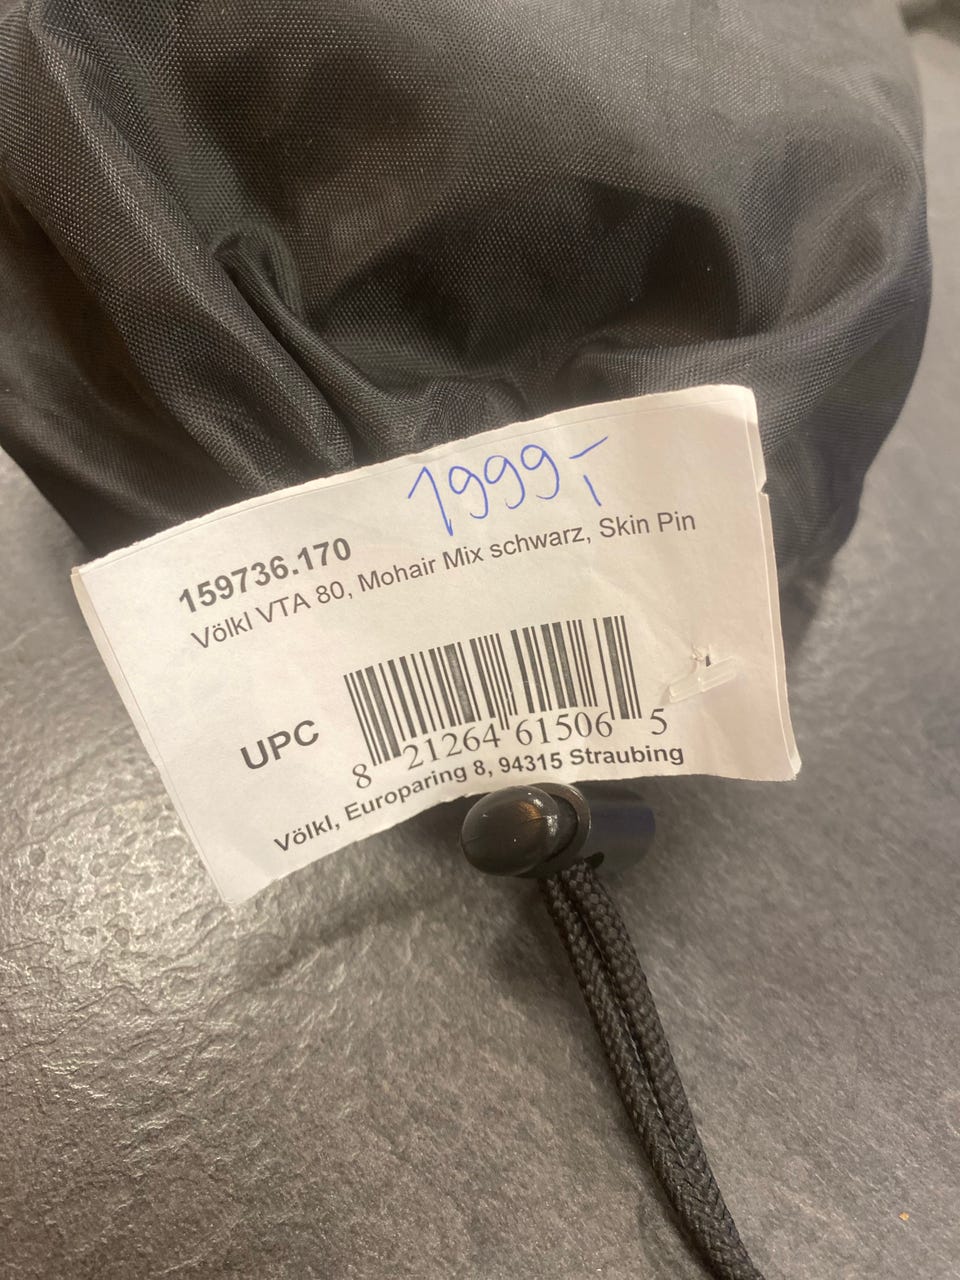 1999,-
159736.170
Völkl VTA 80, Mohair Mix schwarz, Skin Pin
UPC
8 21264 61506 5
Völkl, Europaring 8, 94315 Straubing